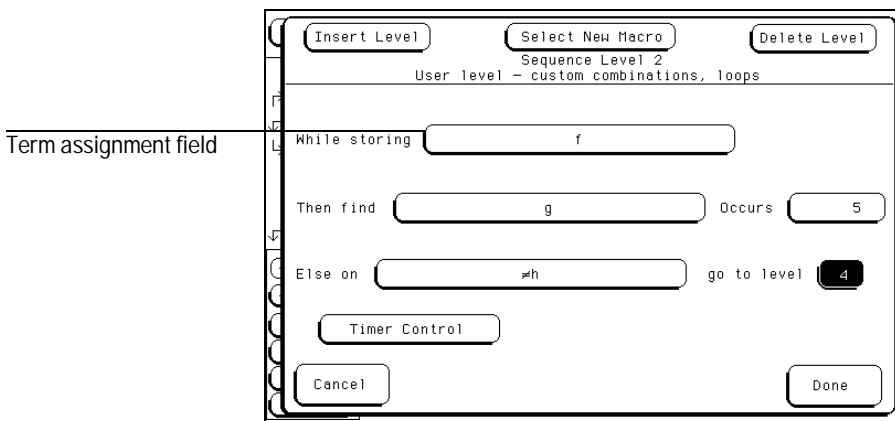 Insert Level Select New Macro Delete Level
Sequence Level 2
User level – custom combinations, loops
Term assignment field
While storing f
Then find g Occurs 5
Else on ≠h go to level 4
Timer Control
Cancel Done